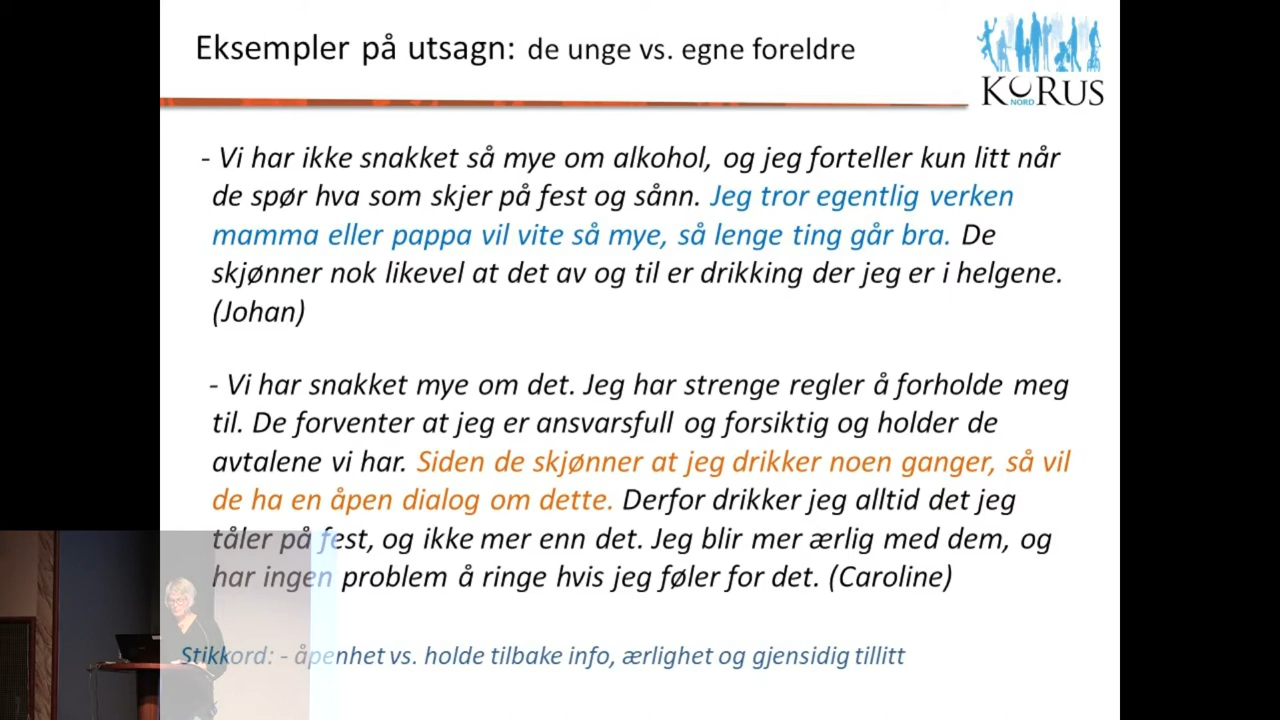 Eksempler på utsagn: de unge vs. egne foreldre
KORUS
NORD
- Vi har ikke snakket så mye om alkohol, og jeg forteller kun litt når
de spør hva som skjer på fest og sånn. Jeg tror egentlig verken
mamma eller pappa vil vite så mye, så lenge ting går bra. De
skjønner nok likevel at det av og til er drikking der jeg er i helgene.
(Johan)
- Vi har snakket mye om det. Jeg har strenge regler å forholde meg
til. De forventer at jeg er ansvarsfull og forsiktig og holder de
avtalene vi har. Siden de skjønner at jeg drikker noen ganger, så vil
de ha en åpen dialog om dette. Derfor drikker jeg alltid det jeg
tåler på fest, og ikke mer enn det. Jeg blir mer ærlig med dem, og
har ingen problem å ringe hvis jeg føler for det. (Caroline)
Stikkord: - åpenhet vs. holde tilbake info, ærlighet og gjensidig tillitt